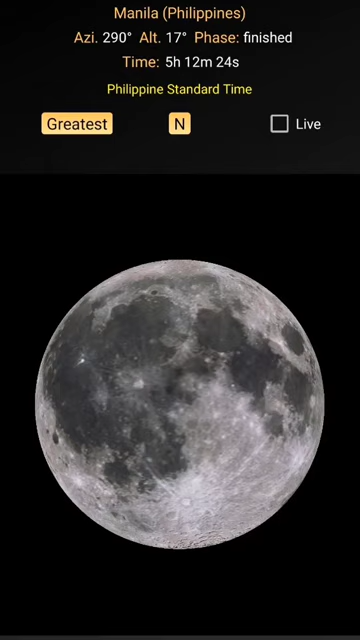 Manila (Philippines)
Azi. 290° Alt. 17° Phase: finished
Time: 5h 12m 24s
Philippine Standard Time
Greatest N Live